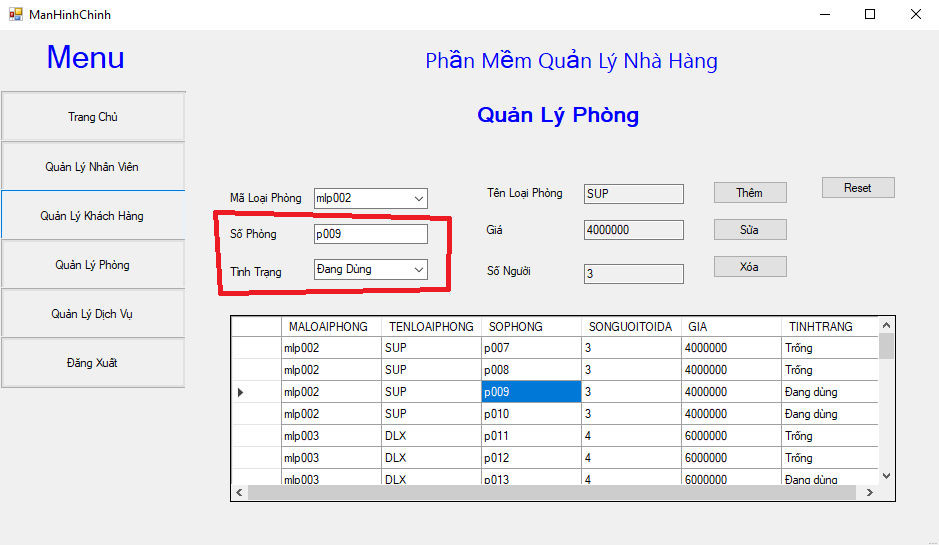 ManHinhChinh
Menu
Phần Mềm Quản Lý Nhà Hàng
Trang Chủ
Quản Lý Nhân Viên
Quản Lý Khách Hàng
Quản Lý Phòng
Quản Lý Dịch Vụ
Đăng Xuất
Quản Lý Phòng
Mã Loại Phòng mlp002 Tên Loại Phòng SUP Thêm Reset
Số Phòng p009 Giá 4000000 Sửa
Tình Trạng Đang Dùng Số Người 3 Xóa
MALOAIPHONG TENLOAIPHONG SOPHONG SONGUOITOIDA GIA TINHTRANG
mlp002 SUP p007 3 4000000 Trống
mlp002 SUP p008 3 4000000 Trống
mlp002 SUP p009 3 4000000 Đang dùng
mlp002 SUP p010 3 4000000 Đang dùng
mlp003 DLX p011 4 6000000 Trống
mlp003 DLX p012 4 6000000 Trống
mlp003 DLX p013 4 6000000 Đang dùng